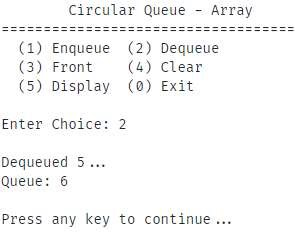 Circular Queue - Array
===================================
(1) Enqueue (2) Dequeue
(3) Front (4) Clear
(5) Display (0) Exit
Enter Choice: 2
Dequeued 5...
Queue: 6
Press any key to continue...